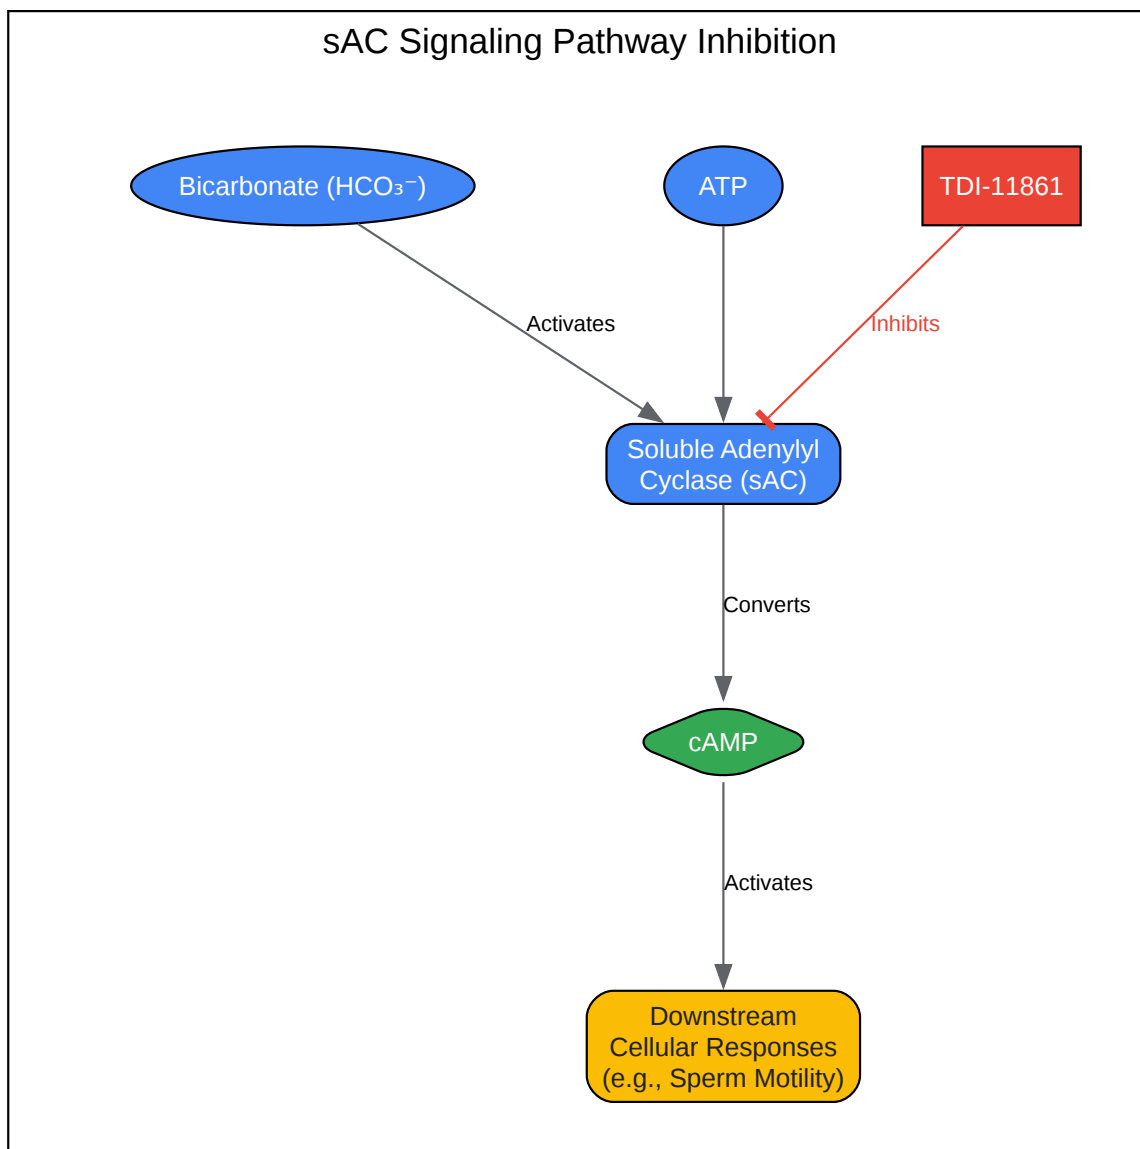 sAC Signaling Pathway Inhibition
Bicarbonate (HCO₃⁻)
ATP
TDI-11861
Activates
Inhibits
Soluble Adenylyl
Cyclase (sAC)
Converts
cAMP
Activates
Downstream
Cellular Responses
(e.g., Sperm Motility)